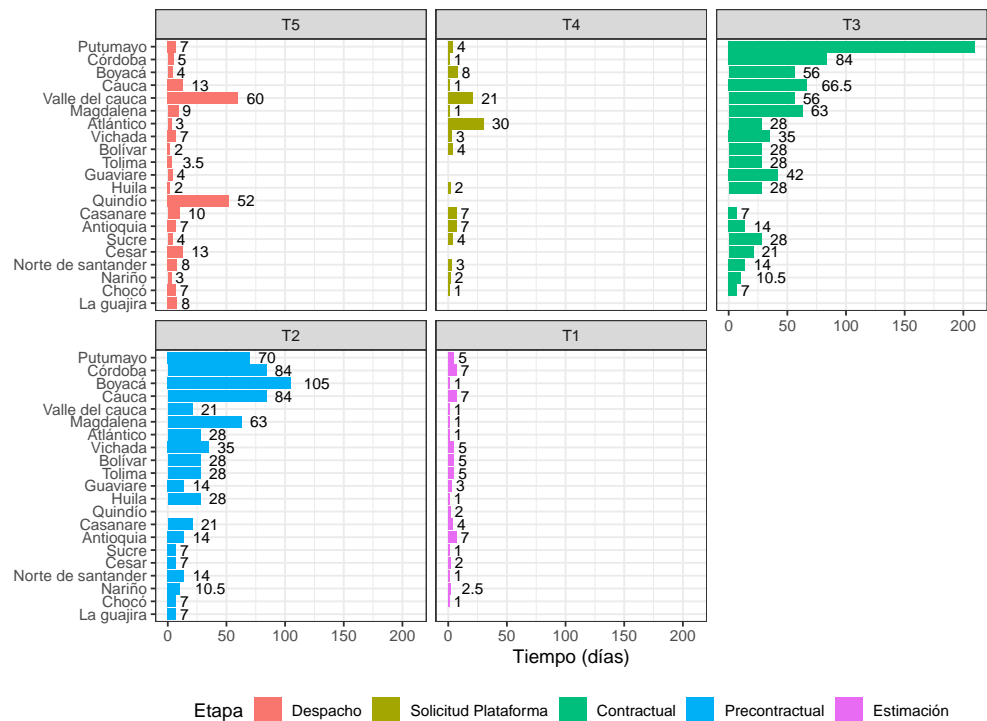 T5 T4 T3
Putumayo 7 4
Córdoba 5 1 84
Boyacá 4 8 56
Cauca 13 1 66.5
Valle del cauca 60 21 56
Magdalena 9 1 63
Atlántico 3 30 28
Vichada 7 3 35
Bolívar 2 4 28
Tolima 3.5 28
Guaviare 4 42
Huila 2 2 28
Quindío 52
Casanare 10 7 7
Antioquia 7 7 14
Sucre 4 4 28
Cesar 13 21
Norte de santander 8 3 14
Nariño 3 2 10.5
Chocó 7 1 7
La guajira 8
0 50 100 150 200
T2 T1
Putumayo 70 5
Córdoba 84 7
Boyacá 105 1
Cauca 84 7
Valle del cauca 21 1
Magdalena 63 1
Atlántico 28 1
Vichada 35 5
Bolívar 28 5
Tolima 28 5
Guaviare 14 3
Huila 28 1
Quindío 2
Casanare 21 4
Antioquia 14 7
Sucre 7 1
Cesar 7 2
Norte de santander 14 1
Nariño 10.5 2.5
Chocó 7 1
La guajira 7
0 50 100 150 200 0 50 100 150 200
Tiempo (días)
Etapa Despacho Solicitud Plataforma Contractual Precontractual Estimación